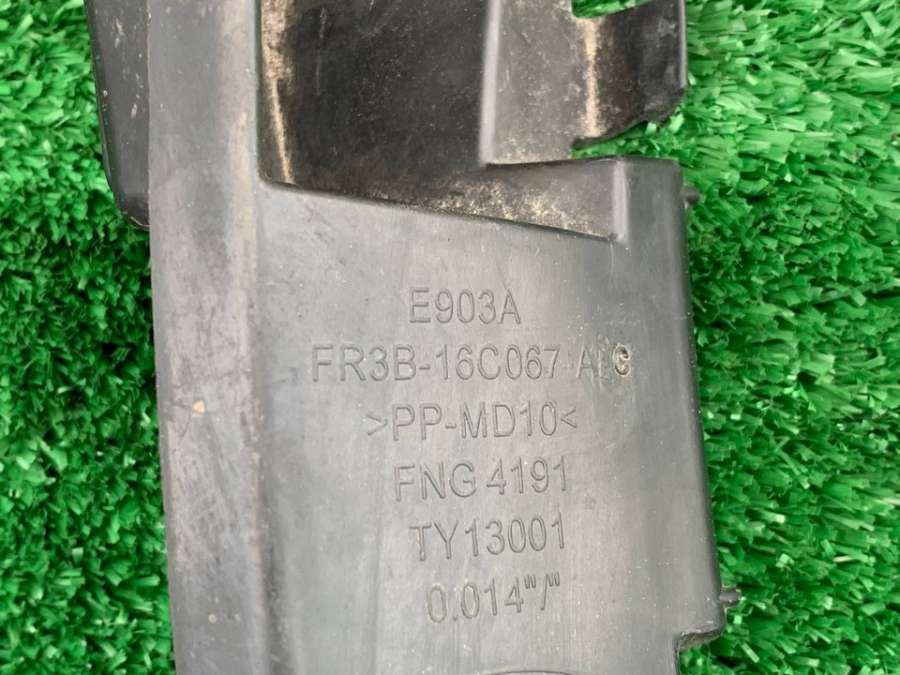 E903A
FR3B-16C067
>PP-MD10<
FNG 4191
TY13001
0.014"/"